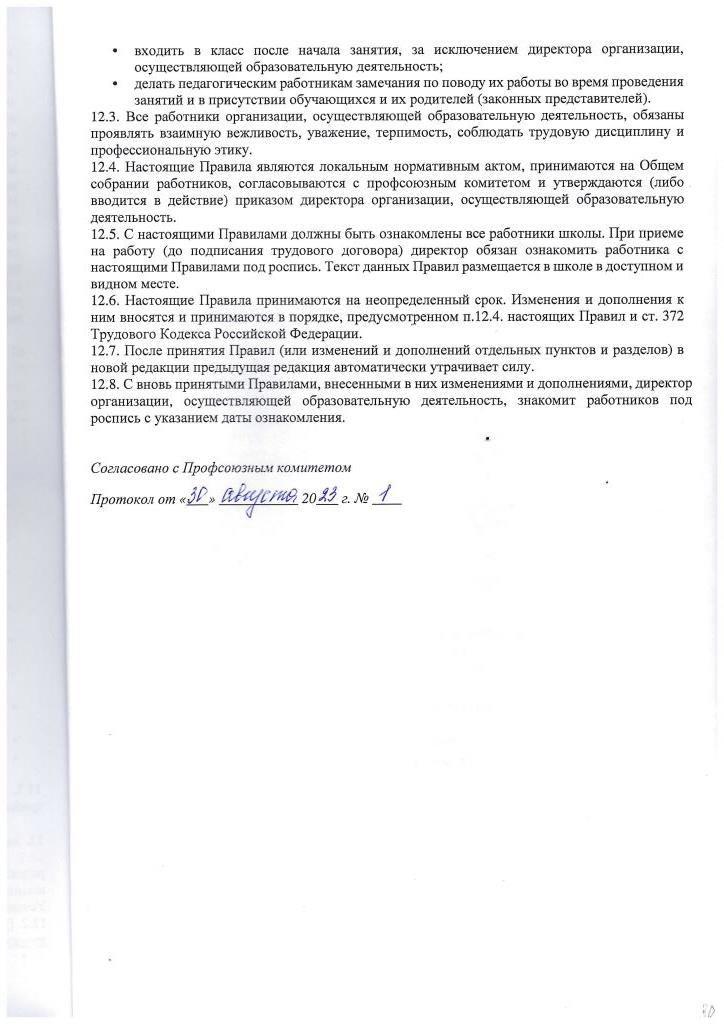 • входить в класс после начала занятия, за исключением директора организации,
осуществляющей образовательную деятельность;
• делать педагогическим работникам замечания по поводу их работы во время проведения
занятий и в присутствии обучающихся и их родителей (законных представителей).
12.3. Все работники организации, осуществляющей образовательную деятельность, обязаны
проявлять взаимную вежливость, уважение, терпимость, соблюдать трудовую дисциплину и
профессиональную этику.
12.4. Настоящие Правила являются локальным нормативным актом, принимаются на Общем
собрании работников, согласовываются с профсоюзным комитетом и утверждаются (либо
вводится в действие) приказом директора организации, осуществляющей образовательную
деятельность.
12.5. С настоящими Правилами должны быть ознакомлены все работники школы. При приеме
на работу (до подписания трудового договора) директор обязан ознакомить работника с
настоящими Правилами под роспись. Текст данных Правил размещается в школе в доступном и
видном месте.
12.6. Настоящие Правила принимаются на неопределенный срок. Изменения и дополнения к
ним вносятся и принимаются в порядке, предусмотренном п.12.4. настоящих Правил и ст. 372
Трудового Кодекса Российской Федерации.
12.7. После принятия Правил (или изменений и дополнений отдельных пунктов и разделов) в
новой редакции предыдущая редакция автоматически утрачивает силу.
12.8. С вновь принятыми Правилами, внесенными в них изменениями и дополнениями, директор
организации, осуществляющей образовательную деятельность, знакомит работников под
роспись с указанием даты ознакомления.
Согласовано с Профсоюзным комитетом
Протокол от «30» августа 2023 г. № 1